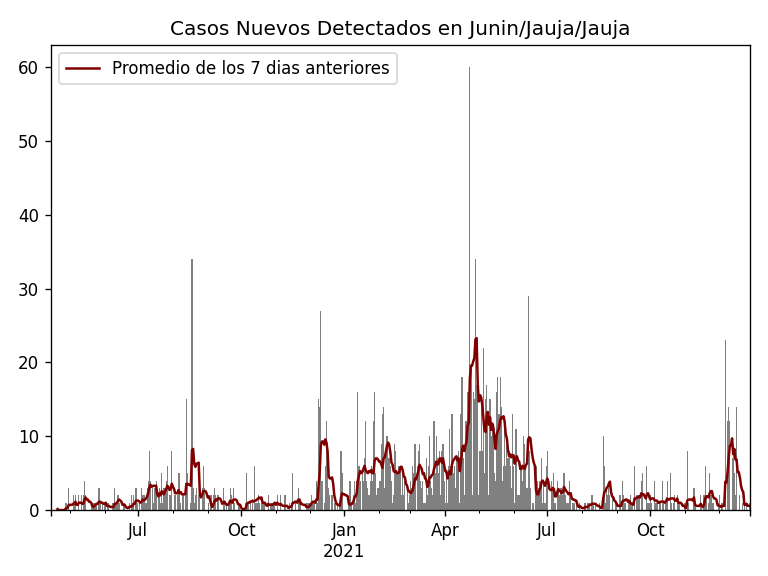 Casos Nuevos Detectados en Junin/Jauja/Jauja
Promedio de los 7 dias anteriores
60
50
40
30
20
10
0
Jul
Oct
Jan
2021
Apr
Jul
Oct